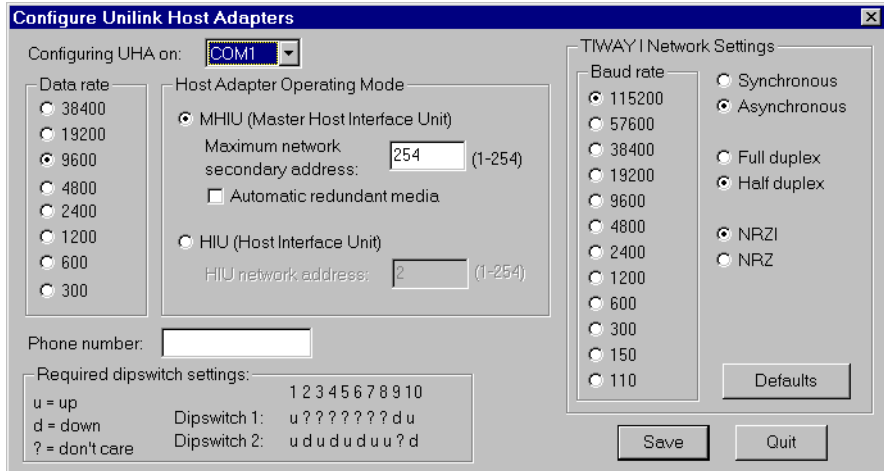 Configure Unilink Host Adapters
Configuring UHA on: COM1
Data rate
38400
19200
9600
4800
2400
1200
600
300
Host Adapter Operating Mode
MHIU (Master Host Interface Unit)
Maximum network
secondary address: 254 (1-254)
Automatic redundant media
HIU (Host Interface Unit)
HIU network address: 2 (1-254)
Phone number:
Required dipswitch settings:
u = up
d = down
? = don't care
1 2 3 4 5 6 7 8 9 10
Dipswitch 1: u ? ? ? ? ? ? ? d u
Dipswitch 2: u d u d u d u u ? d
TIWAY I Network Settings
Baud rate
115200
57600
38400
19200
9600
4800
2400
1200
600
300
150
110
Synchronous
Asynchronous
Full duplex
Half duplex
NRZI
NRZ
Defaults
Save
Quit